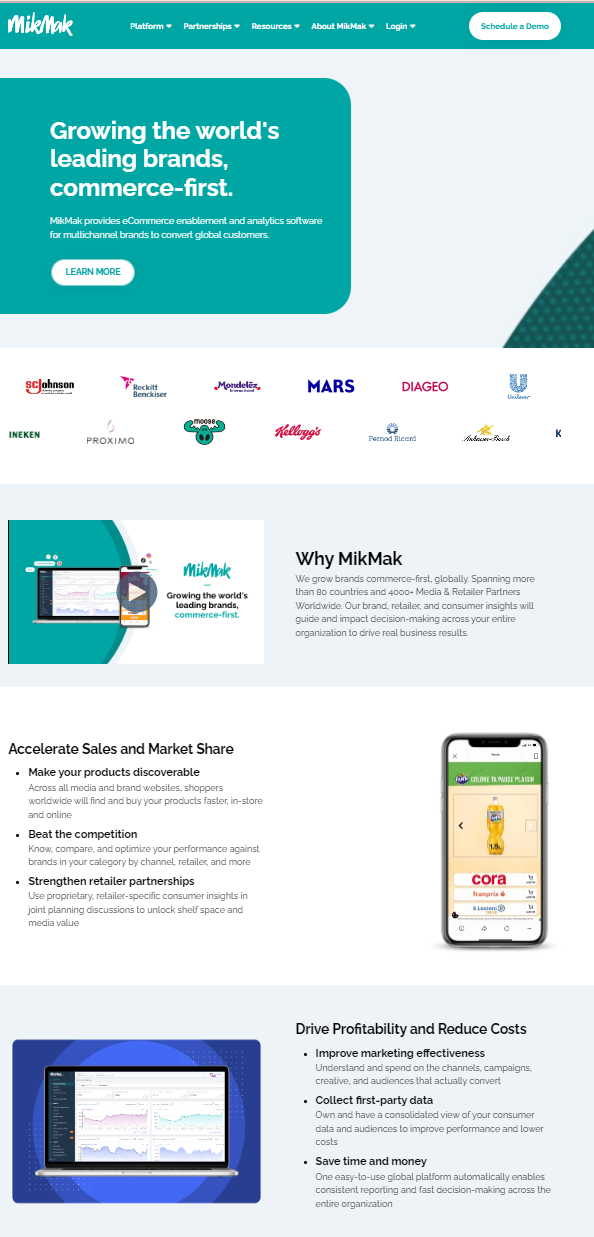 MikMak
Platform Partnerships Resources About MikMak Login Schedule a Demo
Growing the world's
leading brands,
commerce-first.
MikMak provides eCommerce enablement and analytics software
for multichannel brands to convert global customers.
LEARN MORE
SCJohnson
Reckitt
Benckiser
Mondelēz
International
MARS
DIAGEO
Unilever
INEKEN
PROXIMO
moose
Kellogg's
Pernod Ricard
Anheuser-Busch
K
MikMak
Growing the world's
leading brands,
commerce-first.
Why MikMak
We grow brands commerce-first, globally. Spanning more
than 80 countries and 4000+ Media & Retailer Partners
Worldwide. Our brand, retailer, and consumer insights will
guide and impact decision-making across your entire
organization to drive real business results.
Accelerate Sales and Market Share
Make your products discoverable
Across all media and brand websites, shoppers
worldwide will find and buy your products faster, in-store
and online
Beat the competition
Know, compare, and optimize your performance against
brands in your category by channel, retailer, and more
Strengthen retailer partnerships
Use proprietary, retailer-specific consumer insights in
joint planning discussions to unlock shelf space and
media value
Fanta
COLORE TA PAUSE PLAISIR
1.5L
cora
franprix
E.Leclerc
Drive Profitability and Reduce Costs
Improve marketing effectiveness
Understand and spend on the channels, campaigns,
creative, and audiences that actually convert
Collect first-party data
Own and have a consolidated view of your consumer
data and audiences to improve performance and lower
costs
Save time and money
One easy-to-use global platform automatically enables
consistent reporting and fast decision-making across the
entire organization